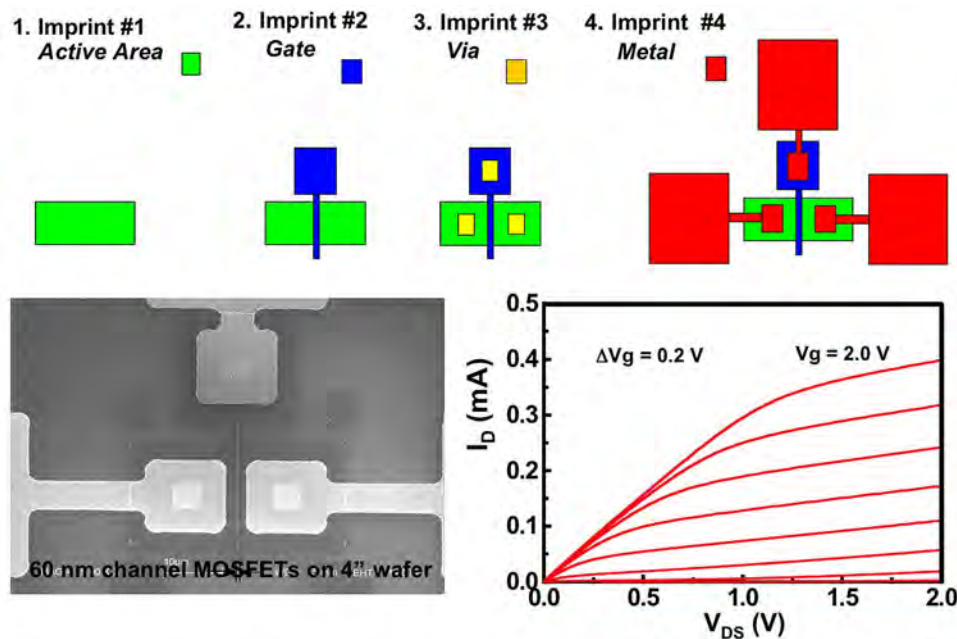 1. Imprint #1
Active Area
2. Imprint #2
Gate
3. Imprint #3
Via
4. Imprint #4
Metal
60 nm channel MOSFETs on 4” wafer
10µ
EHT
ΔVg = 0.2 V
Vg = 2.0 V
I_D (mA)
0.5
0.4
0.3
0.2
0.1
0.0
0.0
0.5
1.0
1.5
2.0
V_DS (V)